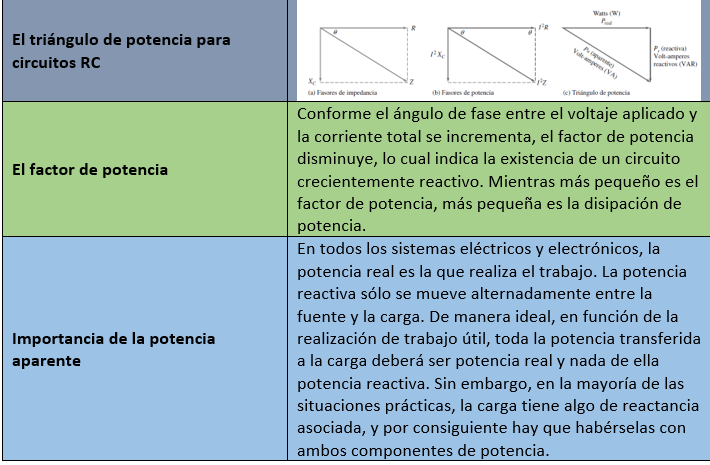 El triángulo de potencia para
circuitos RC
θ
R
X_C
Z
(a) Fasores de impedancia
θ
θ
I²R
I²X_C
I²Z
(b) Fasores de potencia
Watts (W)
P_real
P_a (aparente)
Volt-amperes (VA)
P_r (reactiva)
Volt-amperes
reactivos (VAR)
(c) Triángulo de potencia
El factor de potencia
Conforme el ángulo de fase entre el voltaje aplicado y
la corriente total se incrementa, el factor de potencia
disminuye, lo cual indica la existencia de un circuito
crecientemente reactivo. Mientras más pequeño es el
factor de potencia, más pequeña es la disipación de
potencia.
Importancia de la potencia
aparente
En todos los sistemas eléctricos y electrónicos, la
potencia real es la que realiza el trabajo. La potencia
reactiva sólo se mueve alternadamente entre la
fuente y la carga. De manera ideal, en función de la
realización de trabajo útil, toda la potencia transferida
a la carga deberá ser potencia real y nada de ella
potencia reactiva. Sin embargo, en la mayoría de las
situaciones prácticas, la carga tiene algo de reactancia
asociada, y por consiguiente hay que habérselas con
ambos componentes de potencia.